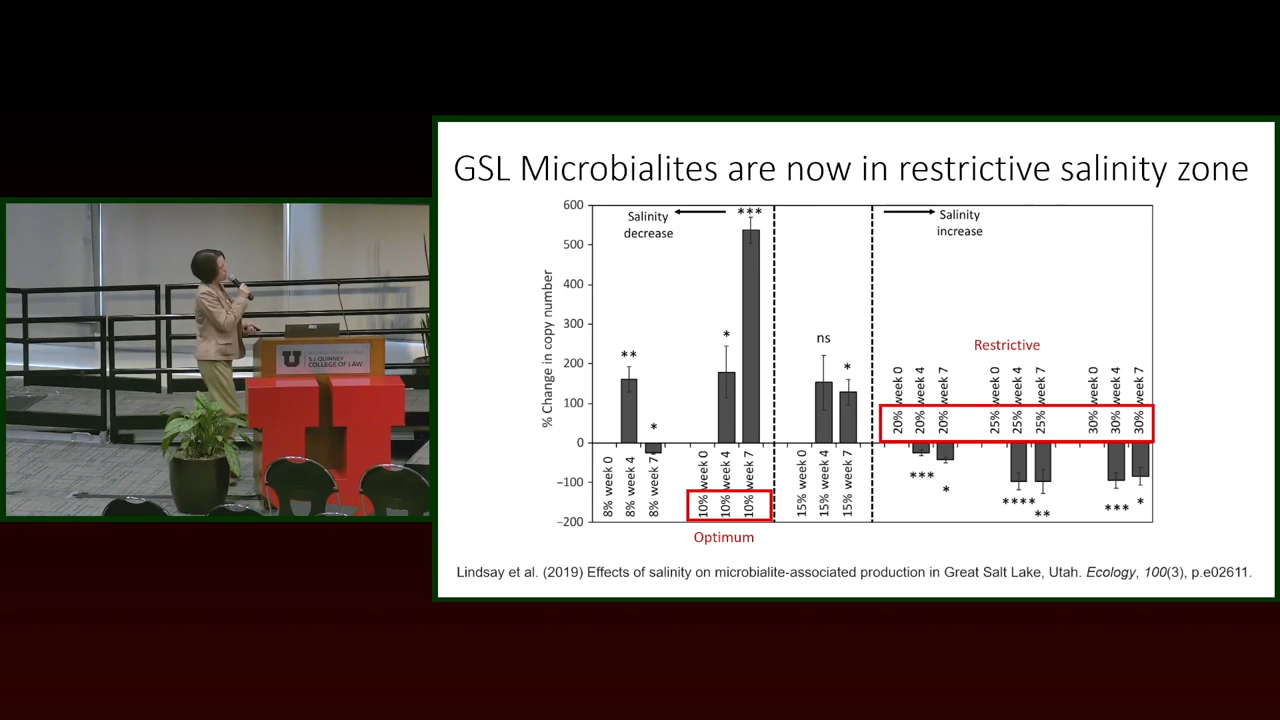 GSL Microbialites are now in restrictive salinity zone
% Change in copy number
600
500
400
300
200
100
0
−100
−200
Salinity
decrease
Salinity
increase
**
*
*
***
ns
*
Restrictive
8% week 0
8% week 4
8% week 7
10% week 0
10% week 4
10% week 7
15% week 0
15% week 4
15% week 7
20% week 0
20% week 4
20% week 7
25% week 0
25% week 4
25% week 7
30% week 0
30% week 4
30% week 7
***
*
****
**
***
*
Optimum
Lindsay et al. (2019) Effects of salinity on microbialite-associated production in Great Salt Lake, Utah. Ecology, 100(3), p.e02611.
U
S.J. QUINNEY
COLLEGE OF LAW